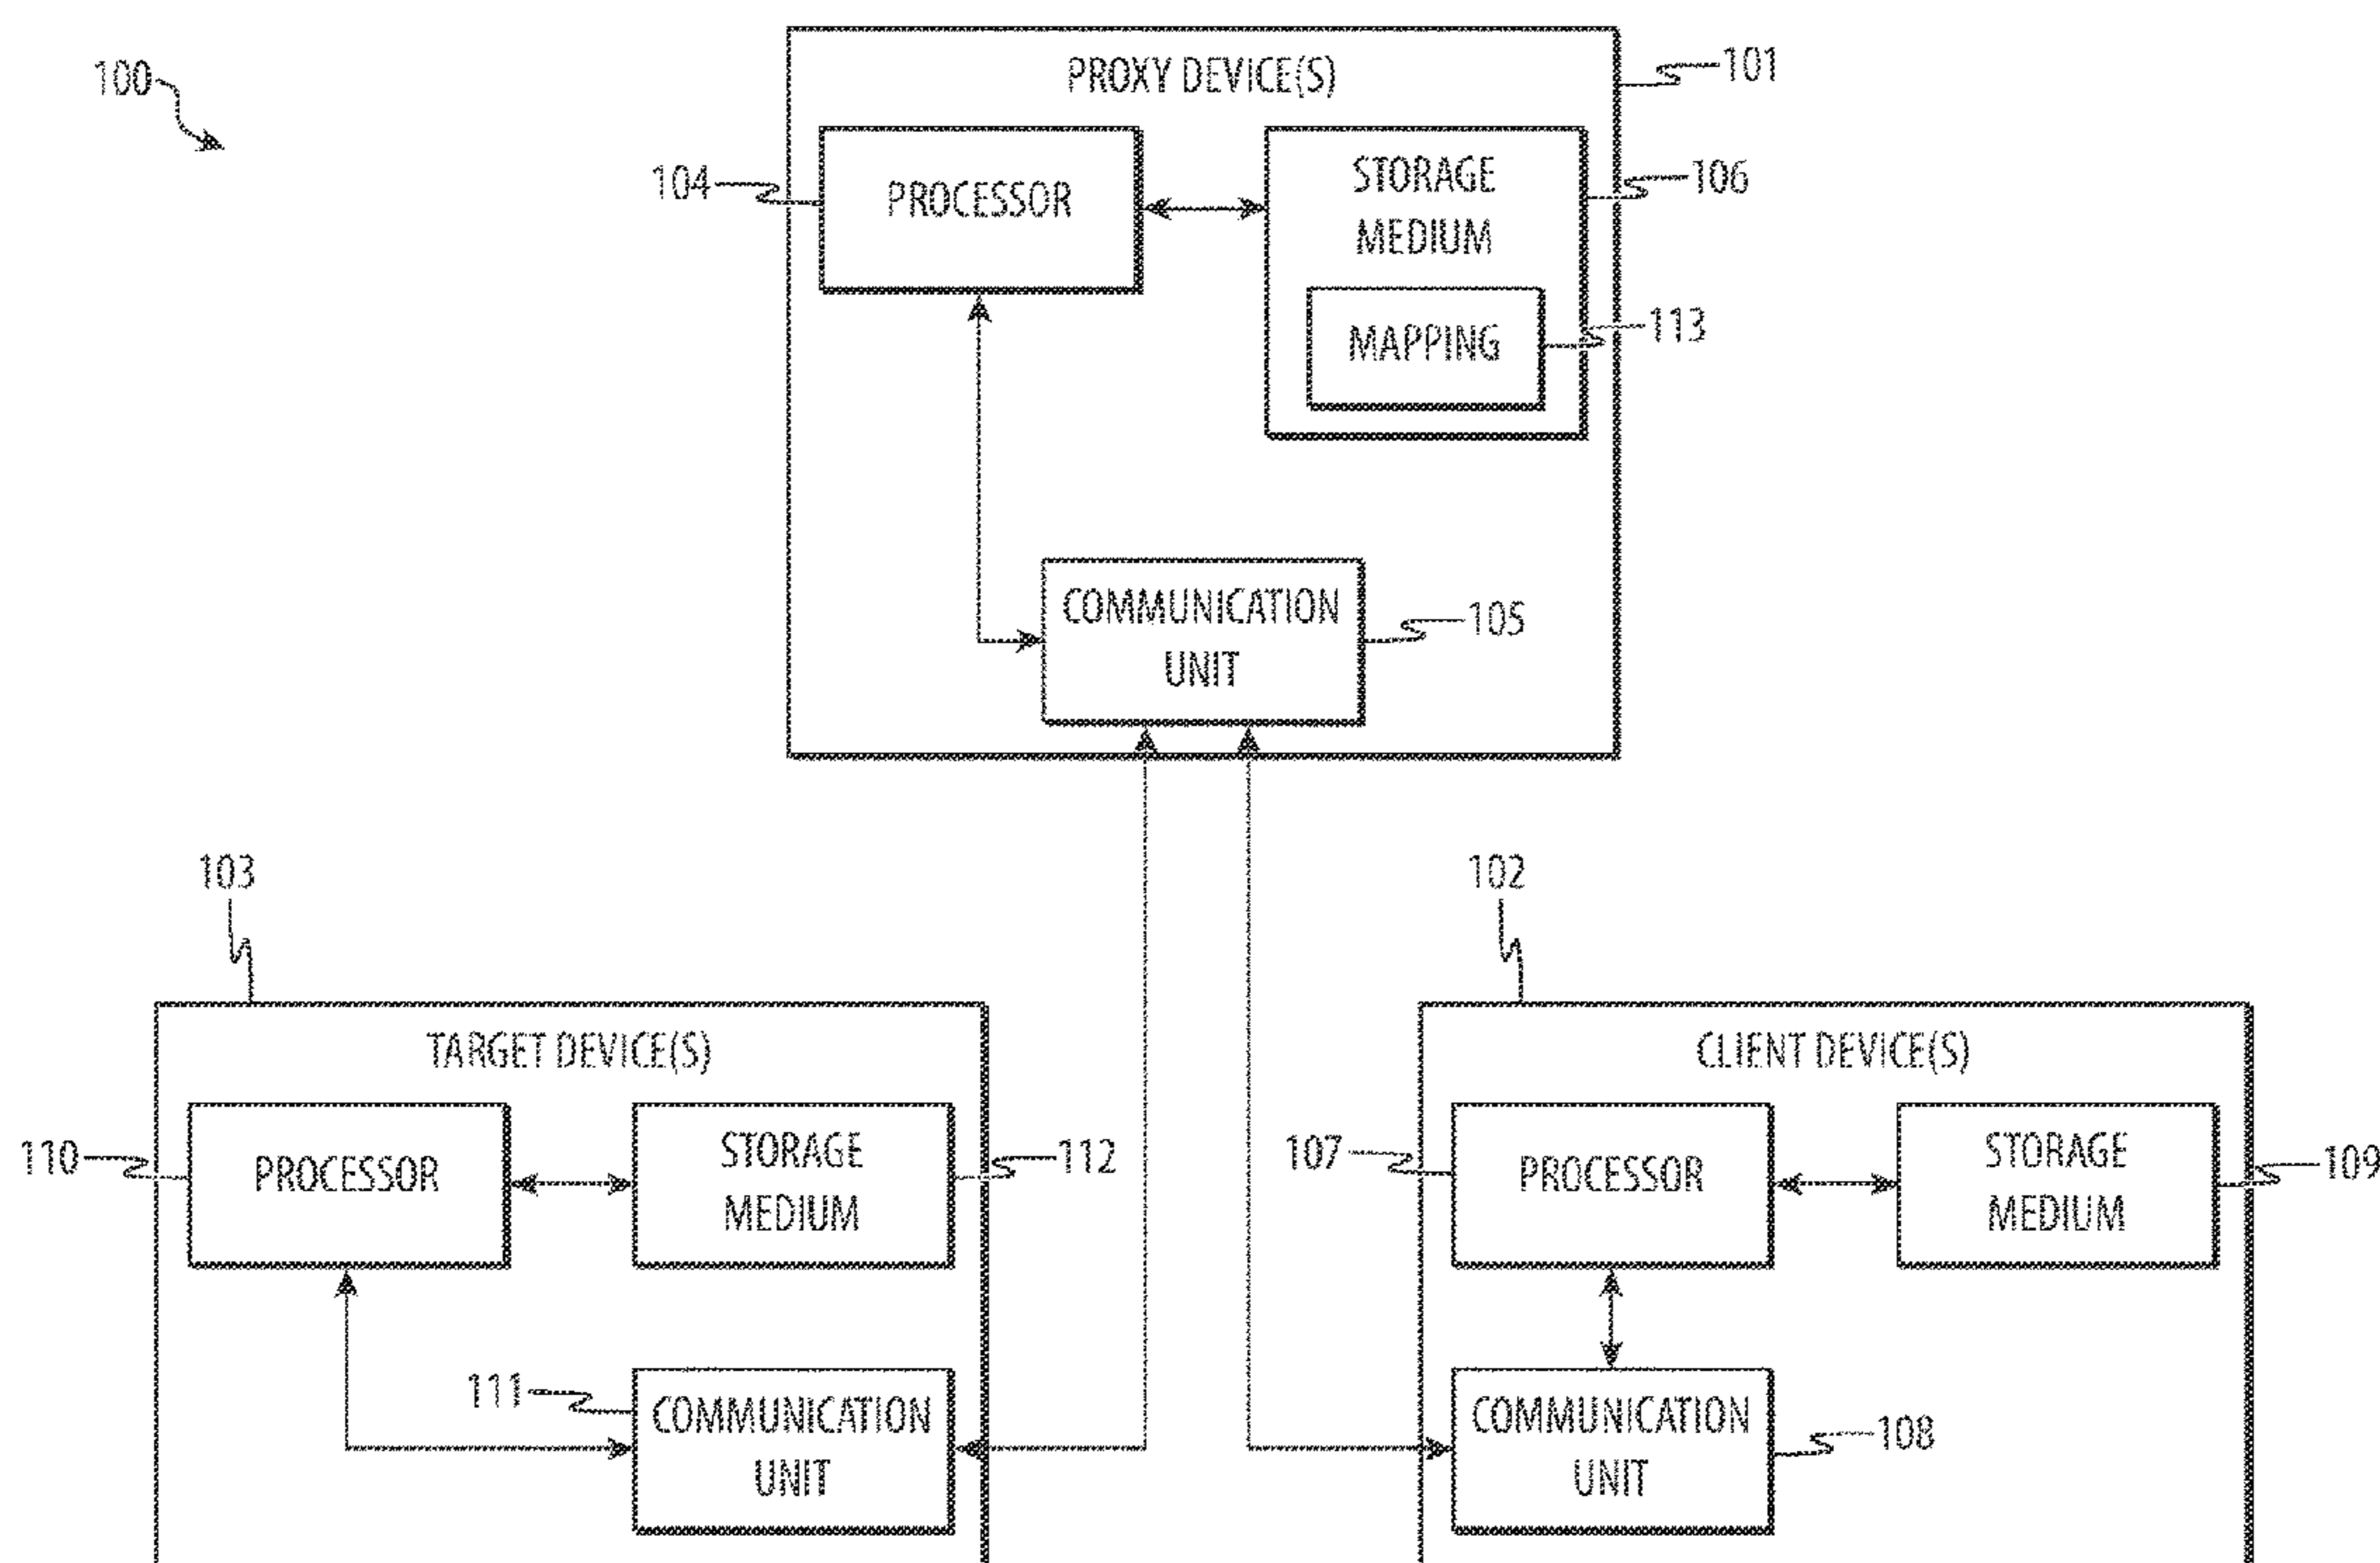 100
PROXY DEVICE(S)
101
104
PROCESSOR
STORAGE
MEDIUM
106
MAPPING
113
COMMUNICATION
UNIT
105
103
102
TARGET DEVICE(S)
110
PROCESSOR
STORAGE
MEDIUM
112
111
COMMUNICATION
UNIT
CLIENT DEVICE(S)
107
PROCESSOR
STORAGE
MEDIUM
109
COMMUNICATION
UNIT
108